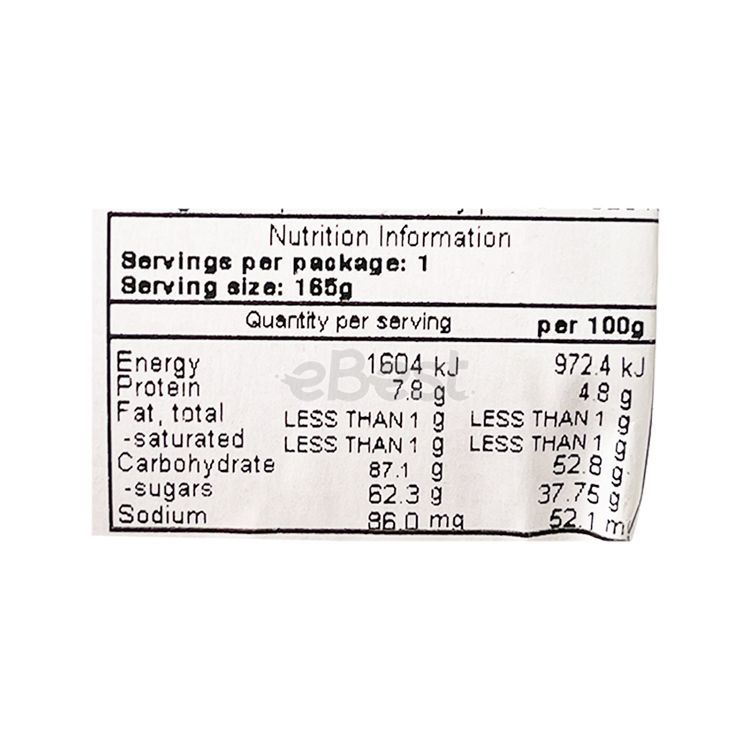 Nutrition Information
Servings per package: 1
Serving size: 165g
Quantity per serving per 100g
Energy 1604 kJ 972.4 kJ
Protein 7.8 g 4.8 g
Fat, total LESS THAN 1 g LESS THAN 1 g
-saturated LESS THAN 1 g LESS THAN 1 g
Carbohydrate 87.1 g 52.8 g
-sugars 62.3 g 37.75 g
Sodium 86.0 mg 52.1 m
eBest